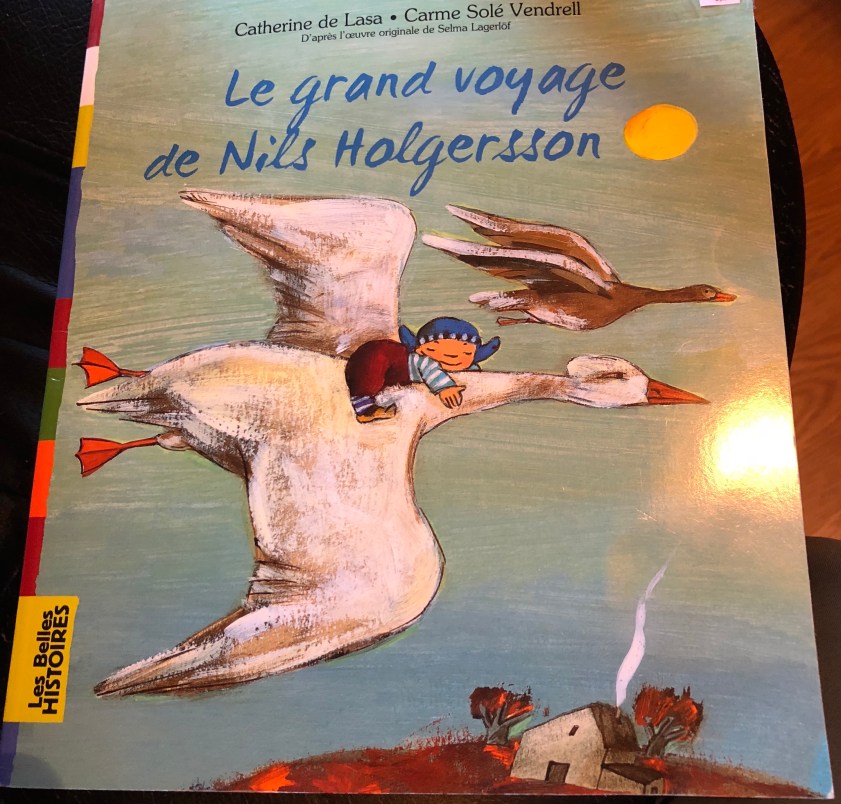 Catherine de Lasa • Carme Solé Vendrell
D'après l'œuvre originale de Selma Lagerlöf
Le grand voyage
de Nils Holgersson
Les Belles
HISTOIRES